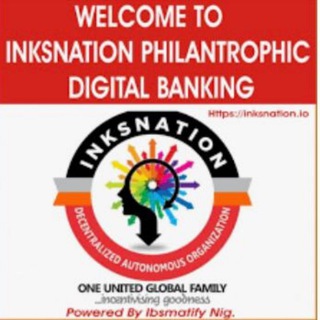 WELCOME TO
INKSNATION PHILANTROPHIC
DIGITAL BANKING
Https://inksnation.io
INKSNATION
DECENTRALIZED AUTONOMOUS ORGANIZATION
ONE UNITED GLOBAL FAMILY
...incentivising goodness
Powered By Ibsmatify Nig.